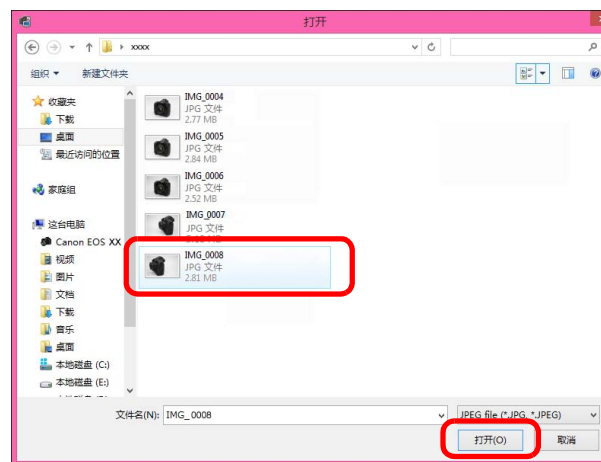 打开
xxxx
组织
新建文件夹
收藏夹
下载
桌面
最近访问的位置
家庭组
这台电脑
Canon EOS XX
视频
图片
文档
下载
音乐
桌面
本地磁盘 (C:)
本地磁盘 (E:)
IMG_0004
JPG 文件
2.77 MB
IMG_0005
JPG 文件
2.84 MB
IMG_0006
JPG 文件
2.52 MB
IMG_0007
JPG 文件
IMG_0008
JPG 文件
2.81 MB
文件名(N): IMG_0008
JPEG file (*.JPG, *.JPEG)
打开(O)
取消